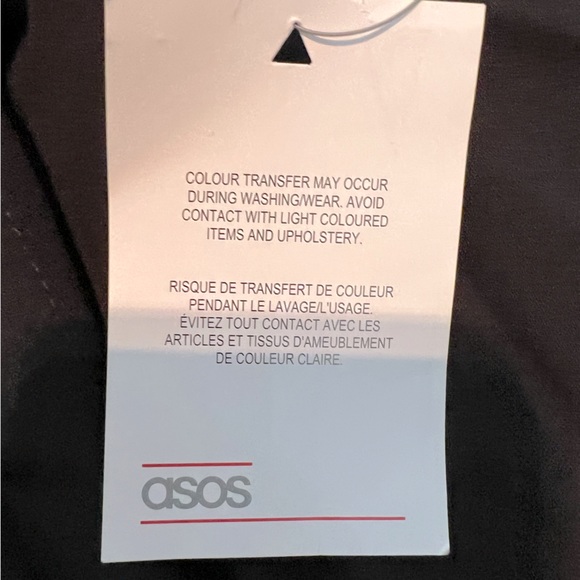 COLOUR TRANSFER MAY OCCUR
DURING WASHING/WEAR. AVOID
CONTACT WITH LIGHT COLOURED
ITEMS AND UPHOLSTERY.
RISQUE DE TRANSFERT DE COULEUR
PENDANT LE LAVAGE/L'USAGE.
ÉVITEZ TOUT CONTACT AVEC LES
ARTICLES ET TISSUS D'AMEUBLEMENT
DE COULEUR CLAIRE.
asos